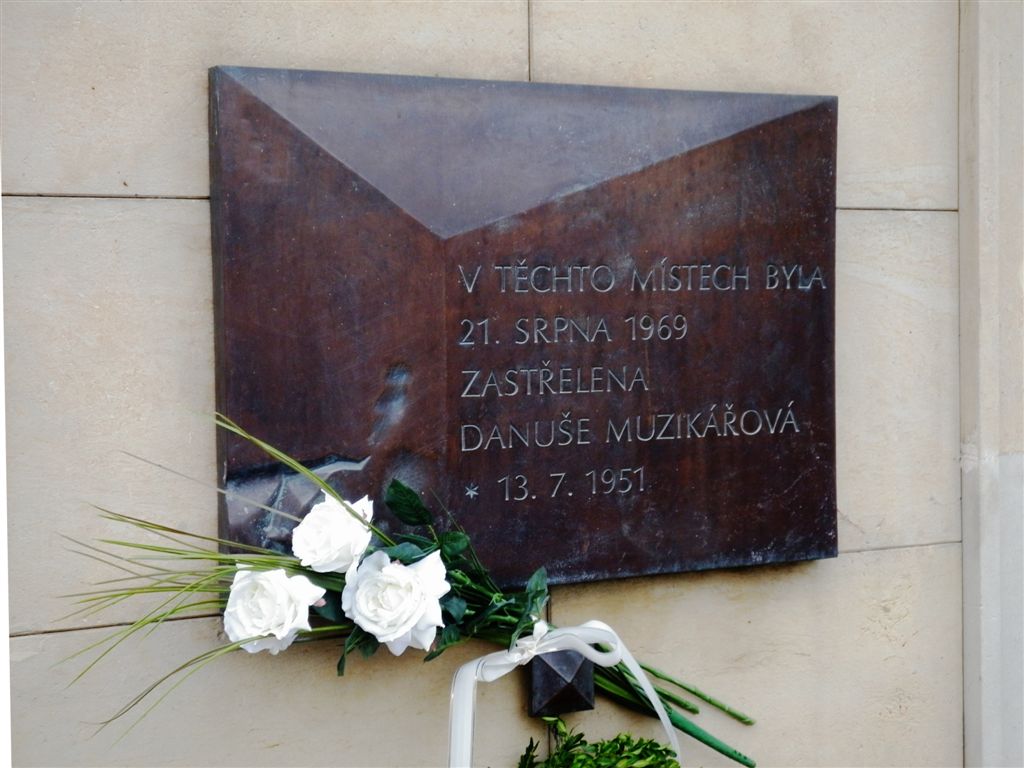 V TĚCHTO MÍSTECH BYLA
21. SRPNA 1969
ZASTŘELENA
DANUŠE MUZIKÁŘOVÁ
* 13. 7. 1951